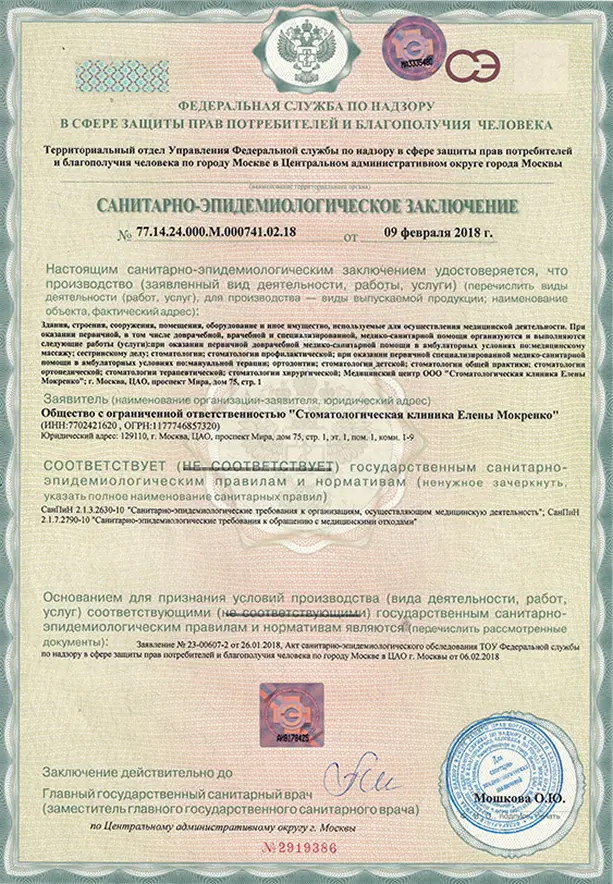 МА3335480
СЭ
ФЕДЕРАЛЬНАЯ СЛУЖБА ПО НАДЗОРУ
В СФЕРЕ ЗАЩИТЫ ПРАВ ПОТРЕБИТЕЛЕЙ И БЛАГОПОЛУЧИЯ ЧЕЛОВЕКА
Территориальный отдел Управления Федеральной службы по надзору в сфере защиты прав потребителей
и благополучия человека по городу Москве в Центральном административном округе города Москвы
(наименование территориального органа)
САНИТАРНО-ЭПИДЕМИОЛОГИЧЕСКОЕ ЗАКЛЮЧЕНИЕ
№ 77.14.24.000.М.000741.02.18 от 09 февраля 2018 г.
Настоящим санитарно-эпидемиологическим заключением удостоверяется, что
производство (заявленный вид деятельности, работы, услуги) (перечислить виды
деятельности (работ, услуг), для производства — виды выпускаемой продукции; наименование
объекта, фактический адрес):
Здания, строения, сооружения, помещения, оборудование и иное имущество, используемые для осуществления медицинской деятельности. При
оказании первичной, в том числе доврачебной, врачебной и специализированной, медико-санитарной помощи организуются и выполняются
следующие работы (услуги):при оказании первичной доврачебной медико-санитарной помощи в амбулаторных условиях по:медицинскому
массажу; сестринскому делу; стоматологии; стоматологии профилактической; при оказании первичной специализированной медико-санитарной
помощи в амбулаторных условиях по:мануальной терапии; ортодонтии; стоматологии детской; стоматологии общей практики; стоматологии
ортопедической; стоматологии терапевтической; стоматологии хирургической; Медицинский центр ООО "Стоматологическая клиника Елены
Мокренко"; г. Москва, ЦАО, проспект Мира, дом 75, стр. 1
Заявитель (наименование организации-заявителя, юридический адрес)
Общество с ограниченной ответственностью "Стоматологическая клиника Елены Мокренко"
(ИНН:7702421620 , ОГРН:1177746857320)
Юридический адрес: 129110, г. Москва, ЦАО, проспект Мира, дом 75, стр. 1, эт. 1, пом. 1, комн. 1-9
СООТВЕТСТВУЕТ (НЕ СООТВЕТСТВУЕТ) государственным санитарно-
эпидемиологическим правилам и нормативам (ненужное зачеркнуть,
указать полное наименование санитарных правил)
СанПиН 2.1.3.2630-10 "Санитарно-эпидемиологические требования к организациям, осуществляющим медицинскую деятельность"; СанПиН
2.1.7.2790-10 "Санитарно-эпидемиологические требования к обращению с медицинскими отходами"
Основанием для признания условий производства (вида деятельности, работ,
услуг) соответствующими (не соответствующими) государственным санитарно-
эпидемиологическим правилам и нормативам являются (перечислить рассмотренные
документы):
Заявление № 23-00607-2 от 26.01.2018, Акт санитарно-эпидемиологического обследования ТОУ Федеральной службы
по надзору в сфере защиты прав потребителей и благополучия человека по городу Москве в ЦАО г. Москвы от 06.02.2018
Заключение действительно до
Главный государственный санитарный врач
(заместитель главного государственного санитарного врача)
Мошкова О.Ю.
по Центральному административному округу г. Москвы
№2919386